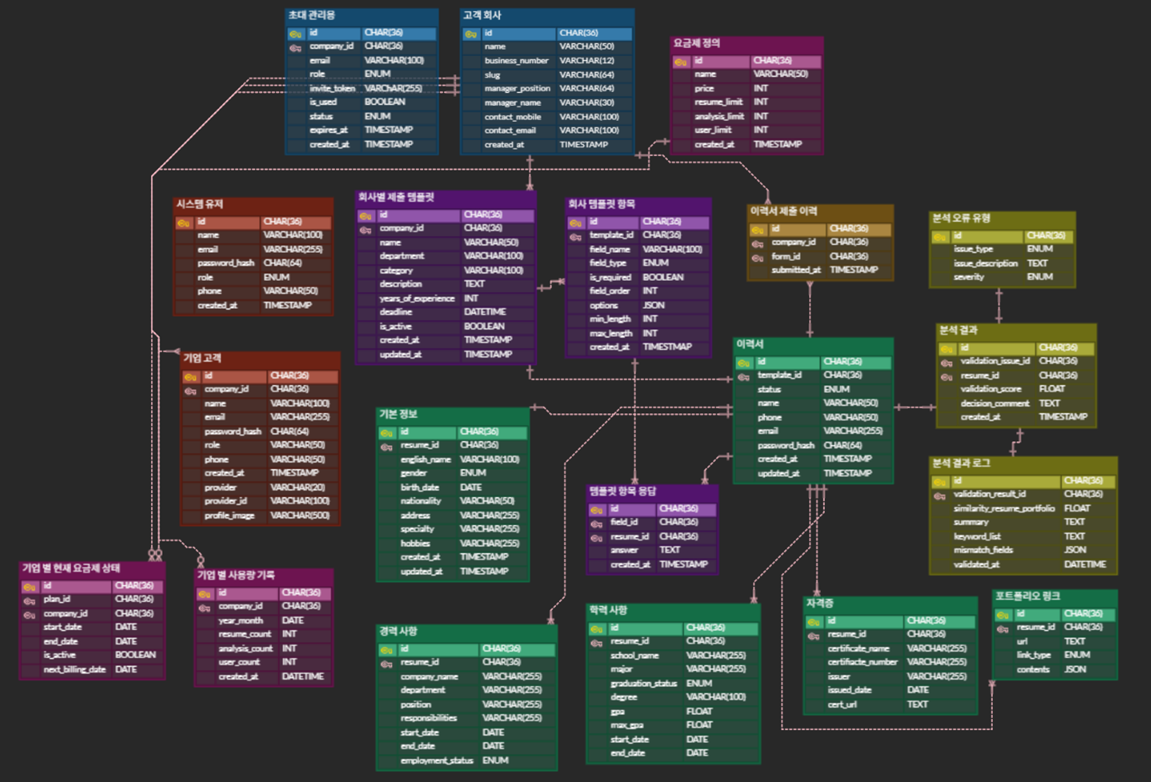 초대 관리용
id CHAR(36)
company_id CHAR(36)
email VARCHAR(100)
role ENUM
invite_token VARCHAR(255)
is_used BOOLEAN
status ENUM
expires_at TIMESTAMP
created_at TIMESTAMP
고객 회사
id CHAR(36)
name VARCHAR(50)
business_number VARCHAR(12)
slug VARCHAR(64)
manager_position VARCHAR(64)
manager_name VARCHAR(30)
contact_mobile VARCHAR(100)
contact_email VARCHAR(100)
created_at TIMESTAMP
요금제 정의
id CHAR(36)
name VARCHAR(50)
price INT
resume_limit INT
analysis_limit INT
user_limit INT
created_at TIMESTAMP
시스템 유저
id CHAR(36)
name VARCHAR(100)
email VARCHAR(255)
password_hash CHAR(64)
role ENUM
phone VARCHAR(50)
created_at TIMESTAMP
회사별 제출 템플릿
id CHAR(36)
company_id CHAR(36)
name VARCHAR(50)
department VARCHAR(100)
category VARCHAR(100)
description TEXT
years_of_experience INT
deadline DATETIME
is_active BOOLEAN
created_at TIMESTAMP
updated_at TIMESTAMP
회사 템플릿 항목
id CHAR(36)
template_id CHAR(36)
field_name VARCHAR(100)
field_type ENUM
is_required BOOLEAN
field_order INT
options JSON
min_length INT
max_length INT
created_at TIMESTMAP
이력서 제출 이력
id CHAR(36)
company_id CHAR(36)
form_id CHAR(36)
submitted_at TIMESTAMP
분석 오류 유형
id CHAR(36)
issue_type ENUM
issue_description TEXT
severity ENUM
분석 결과
id CHAR(36)
validation_issue_id CHAR(36)
resume_id CHAR(36)
validation_score FLOAT
decision_comment TEXT
created_at TIMESTAMP
이력서
id CHAR(36)
template_id CHAR(36)
status ENUM
name VARCHAR(50)
phone VARCHAR(50)
email VARCHAR(255)
password_hash CHAR(64)
created_at TIMESTAMP
updated_at TIMESTAMP
기업 고객
id CHAR(36)
company_id CHAR(36)
name VARCHAR(100)
email VARCHAR(255)
password_hash CHAR(64)
role VARCHAR(50)
phone VARCHAR(50)
created_at TIMESTAMP
provider VARCHAR(20)
provider_id VARCHAR(100)
profile_image VARCHAR(500)
기본 정보
id CHAR(36)
resume_id CHAR(36)
english_name VARCHAR(100)
gender ENUM
birth_date DATE
nationality VARCHAR(50)
address VARCHAR(255)
specialty VARCHAR(255)
hobbies VARCHAR(255)
created_at TIMESTAMP
updated_at TIMESTAMP
분석 결과 로그
id CHAR(36)
validation_result_id CHAR(36)
similarity_resume_portfolio FLOAT
summary TEXT
keyword_list TEXT
mismatch_fields JSON
validated_at DATETIME
템플릿 항목 응답
id CHAR(36)
field_id CHAR(36)
resume_id CHAR(36)
answer TEXT
created_at TIMESTAMP
기업 별 현재 요금제 상태
id CHAR(36)
plan_id CHAR(36)
company_id CHAR(36)
start_date DATE
end_date DATE
is_active BOOLEAN
next_billing_date DATE
기업 별 사용량 기록
id CHAR(36)
company_id CHAR(36)
year_month DATE
resume_count INT
analysis_count INT
user_count INT
created_at DATETIME
경력 사항
id CHAR(36)
resume_id CHAR(36)
company_name VARCHAR(255)
department VARCHAR(255)
position VARCHAR(255)
responsibilities VARCHAR(255)
start_date DATE
end_date DATE
employment_status ENUM
학력 사항
id CHAR(36)
resume_id CHAR(36)
school_name VARCHAR(255)
major VARCHAR(255)
graduation_status ENUM
degree VARCHAR(100)
gpa FLOAT
max_gpa FLOAT
start_date DATE
end_date DATE
자격증
id CHAR(36)
resume_id CHAR(36)
certificate_name VARCHAR(255)
certifiacte_number VARCHAR(255)
issuer VARCHAR(255)
issued_date DATE
cert_url TEXT
포트폴리오 링크
id CHAR(36)
resume_id CHAR(36)
url TEXT
link_type ENUM
contents JSON